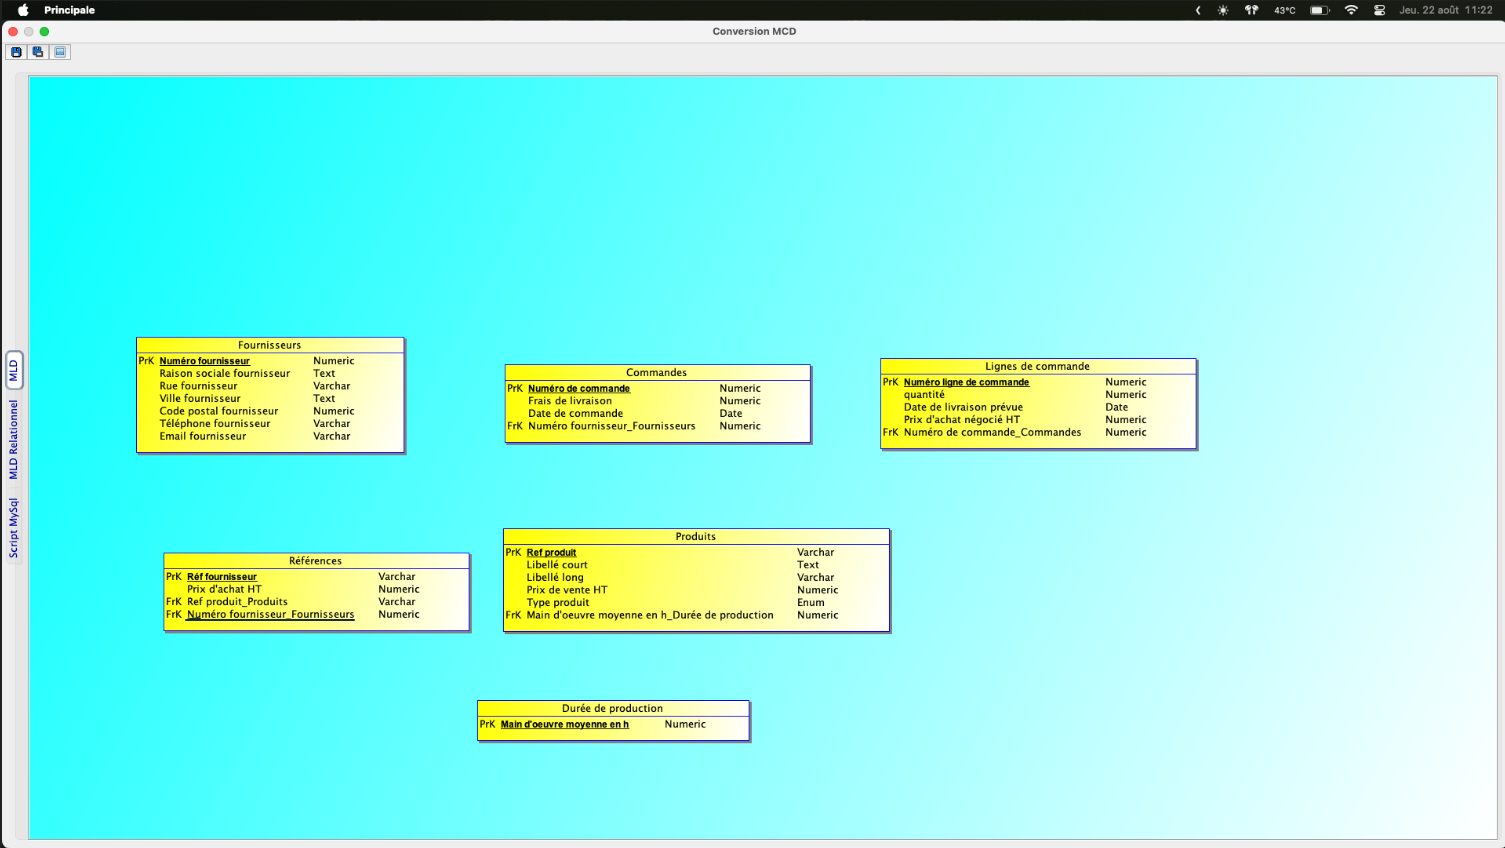 Principale
43°C
Jeu. 22 août 11:22
Conversion MCD
MLD
MLD Relationnel
Script MySql
Fournisseurs
PrK Numéro fournisseur Numeric
Raison sociale fournisseur Text
Rue fournisseur Varchar
Ville fournisseur Text
Code postal fournisseur Numeric
Téléphone fournisseur Varchar
Email fournisseur Varchar
Commandes
PrK Numéro de commande Numeric
Frais de livraison Numeric
Date de commande Date
FrK Numéro fournisseur_Fournisseurs Numeric
Lignes de commande
PrK Numéro ligne de commande Numeric
quantité Numeric
Date de livraison prévue Date
Prix d'achat négocié HT Numeric
FrK Numéro de commande_Commandes Numeric
Références
PrK Réf fournisseur Varchar
Prix d'achat HT Numeric
FrK Ref produit_Produits Varchar
FrK Numéro fournisseur_Fournisseurs Numeric
Produits
PrK Ref produit Varchar
Libellé court Text
Libellé long Varchar
Prix de vente HT Numeric
Type produit Enum
FrK Main d'oeuvre moyenne en h_Durée de production Numeric
Durée de production
PrK Main d'oeuvre moyenne en h Numeric